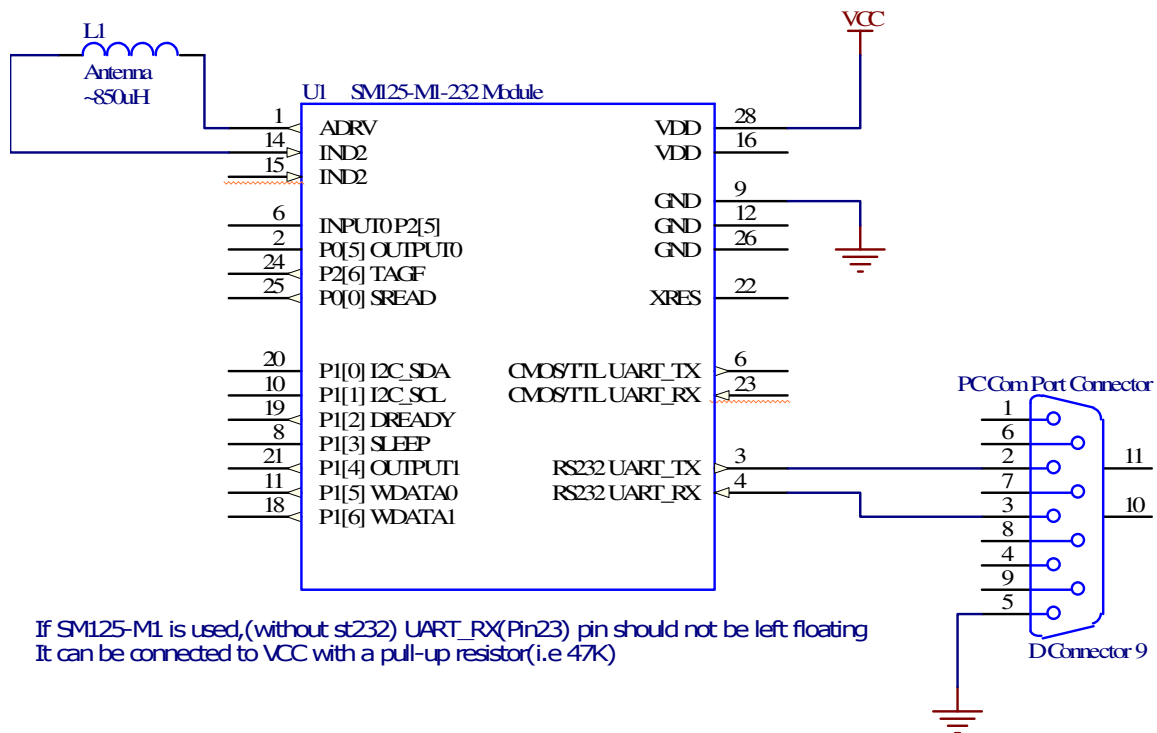 VCC
L1
Antenna
~850uH
U1 SM125-M1-232 Module
1 ADRV
14 IND2
15 IND2
6 INPUT0 P2[5]
2 P0[5] OUTPUT0
24 P2[6] TAGF
25 P0[0] SREAD
20 P1[0] I2C_SDA
10 P1[1] I2C_SCL
19 P1[2] DREADY
8 P1[3] SLEEP
21 P1[4] OUTPUT1
11 P1[5] WDATA0
18 P1[6] WDATA1
VDD 28
VDD 16
GND 9
GND 12
GND 26
XRES 22
CMOS/TTL UART_TX 6
CMOS/TTL UART_RX 23
RS232 UART_TX 3
RS232 UART_RX 4
PC Com Port Connector
1
6
2
7
3
8
4
9
5
11
10
D Connector 9
If SM125-M1 is used,(without st232) UART_RX(Pin23) pin should not be left floating
It can be connected to VCC with a pull-up resistor(i.e 47K)